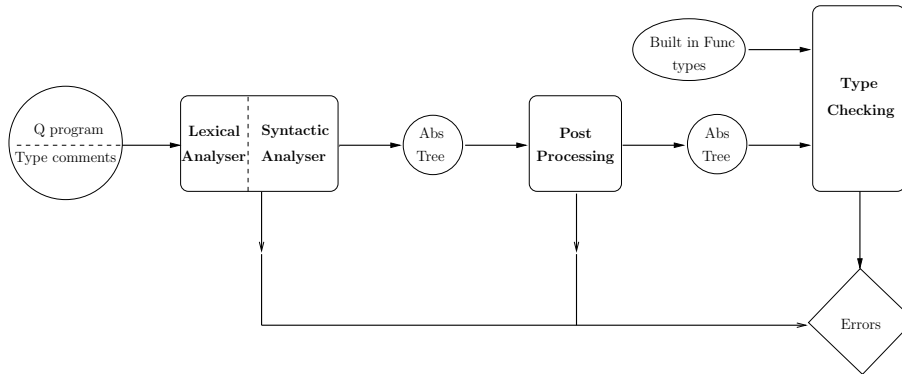 Q program
Type comments
Lexical
Analyser
Syntactic
Analyser
Abs
Tree
Post
Processing
Abs
Tree
Built in Func
types
Type
Checking
Errors